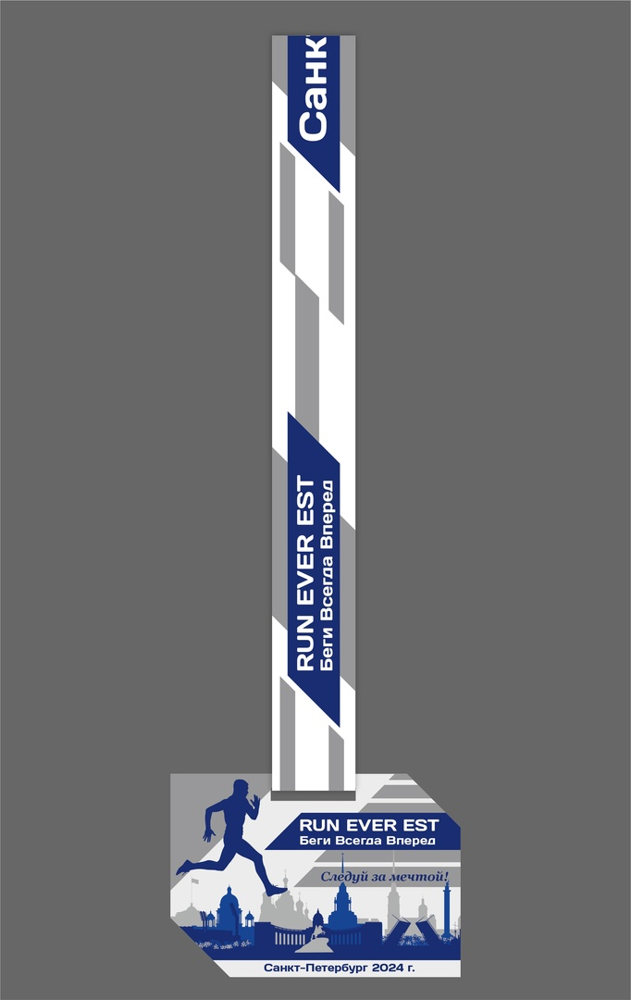 Санк
RUN EVER EST
Беги Всегда Вперед
RUN EVER EST
Беги Всегда Вперед
Следуй за мечтой!
Санкт-Петербург 2024 г.